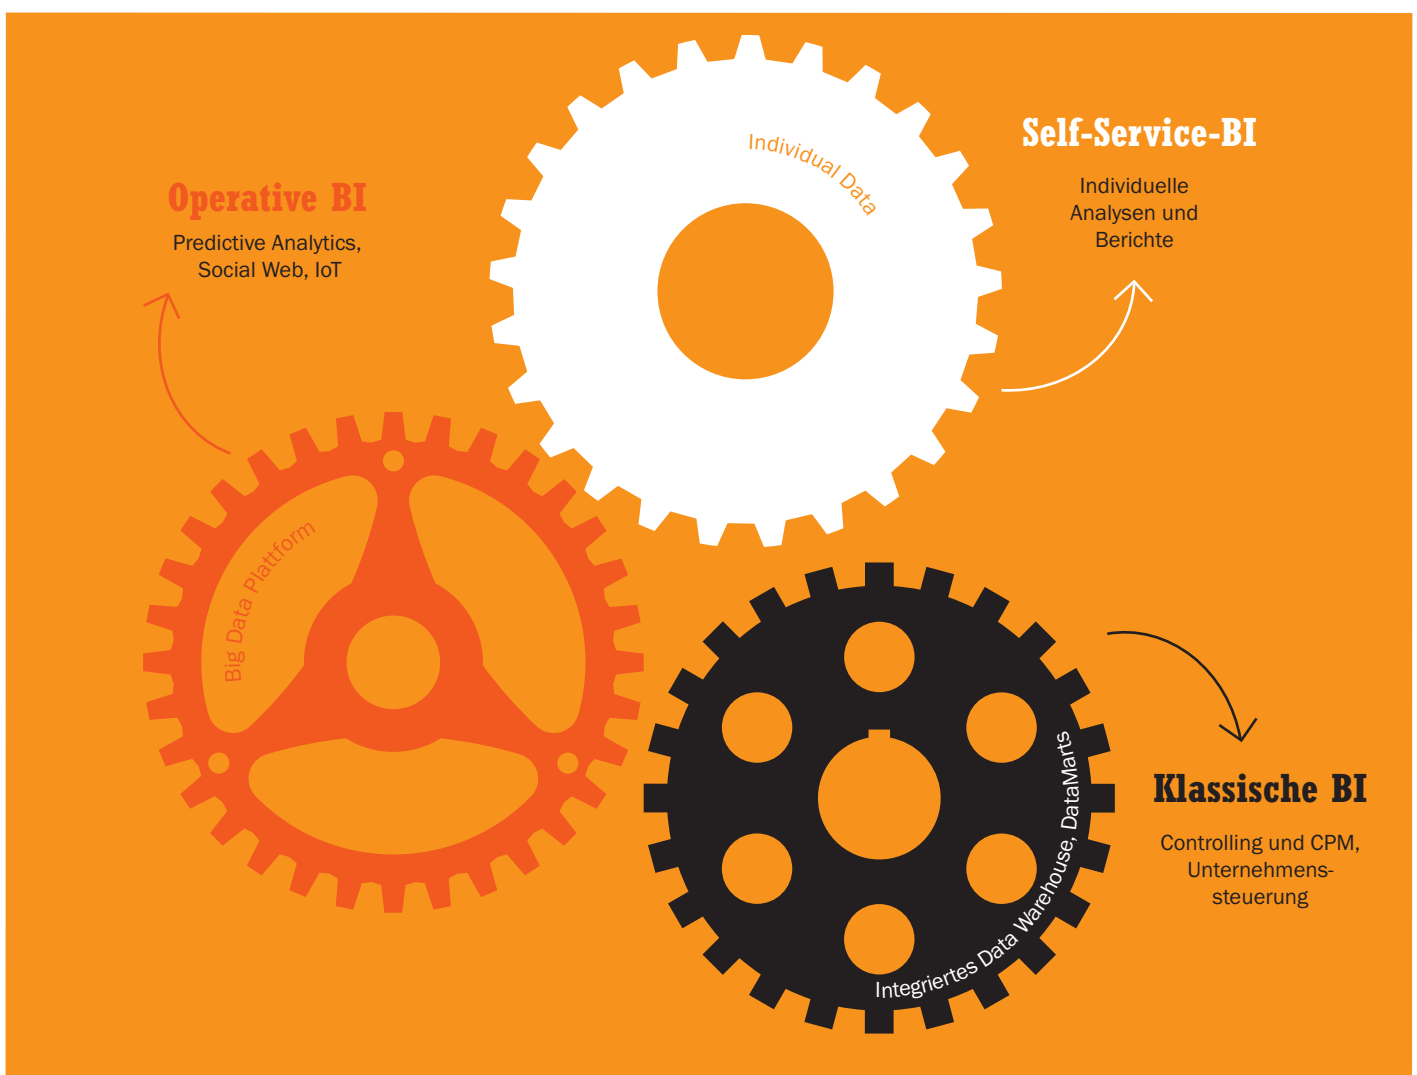 Individual Data
Self-Service-BI
Individuelle
Analysen und
Berichte
Operative BI
Predictive Analytics,
Social Web, IoT
Big Data Plattform
Integriertes Data Warehouse, DataMarts
Klassische BI
Controlling und CPM,
Unternehmens-
steuerung